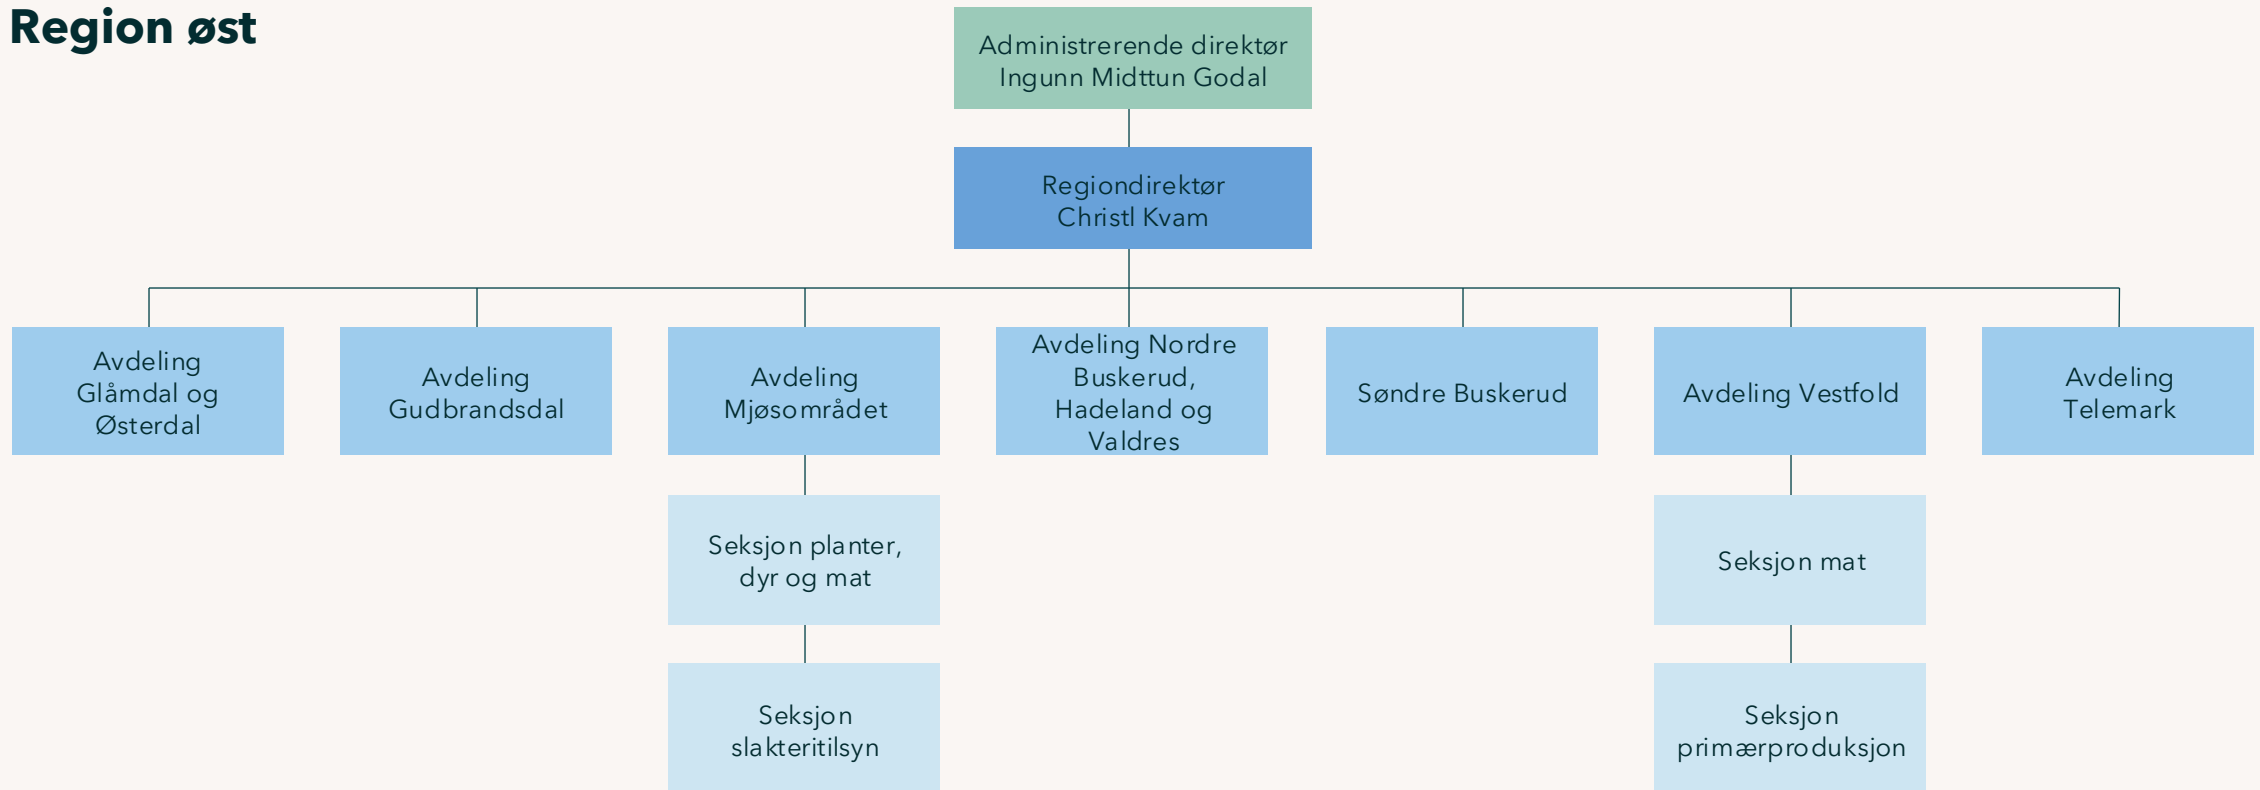 Region øst
Administrerende direktør
Ingunn Midttun Godal
Regiondirektør
Christl Kvam
Avdeling
Glåmdal og
Østerdal
Avdeling
Gudbrandsdal
Avdeling
Mjøsområdet
Avdeling Nordre
Buskerud,
Hadeland og
Valdres
Søndre Buskerud
Avdeling Vestfold
Avdeling
Telemark
Seksjon planter,
dyr og mat
Seksjon mat
Seksjon
slakteritilsyn
Seksjon
primærproduksjon